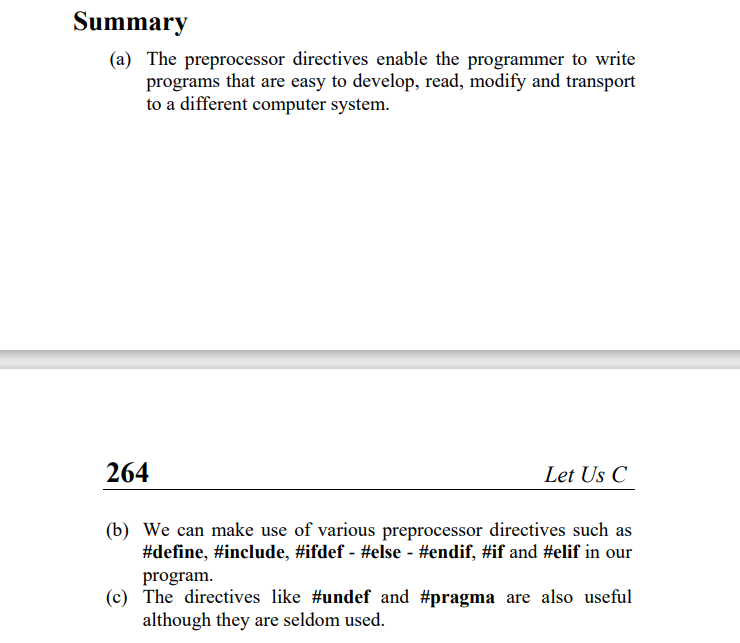 Summary
(a) The preprocessor directives enable the programmer to write
programs that are easy to develop, read, modify and transport
to a different computer system.
264 Let Us C
(b) We can make use of various preprocessor directives such as
#define, #include, #ifdef - #else - #endif, #if and #elif in our
program.
(c) The directives like #undef and #pragma are also useful
although they are seldom used.